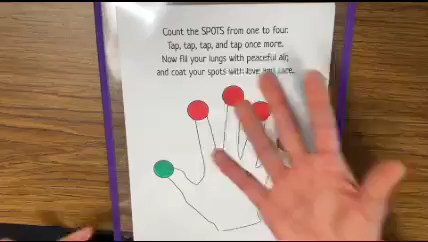 Count the SPOTS from one to four.
Tap, tap, tap, and tap once more.
Now fill your lungs with peaceful air,
and coat your spots with love and care.